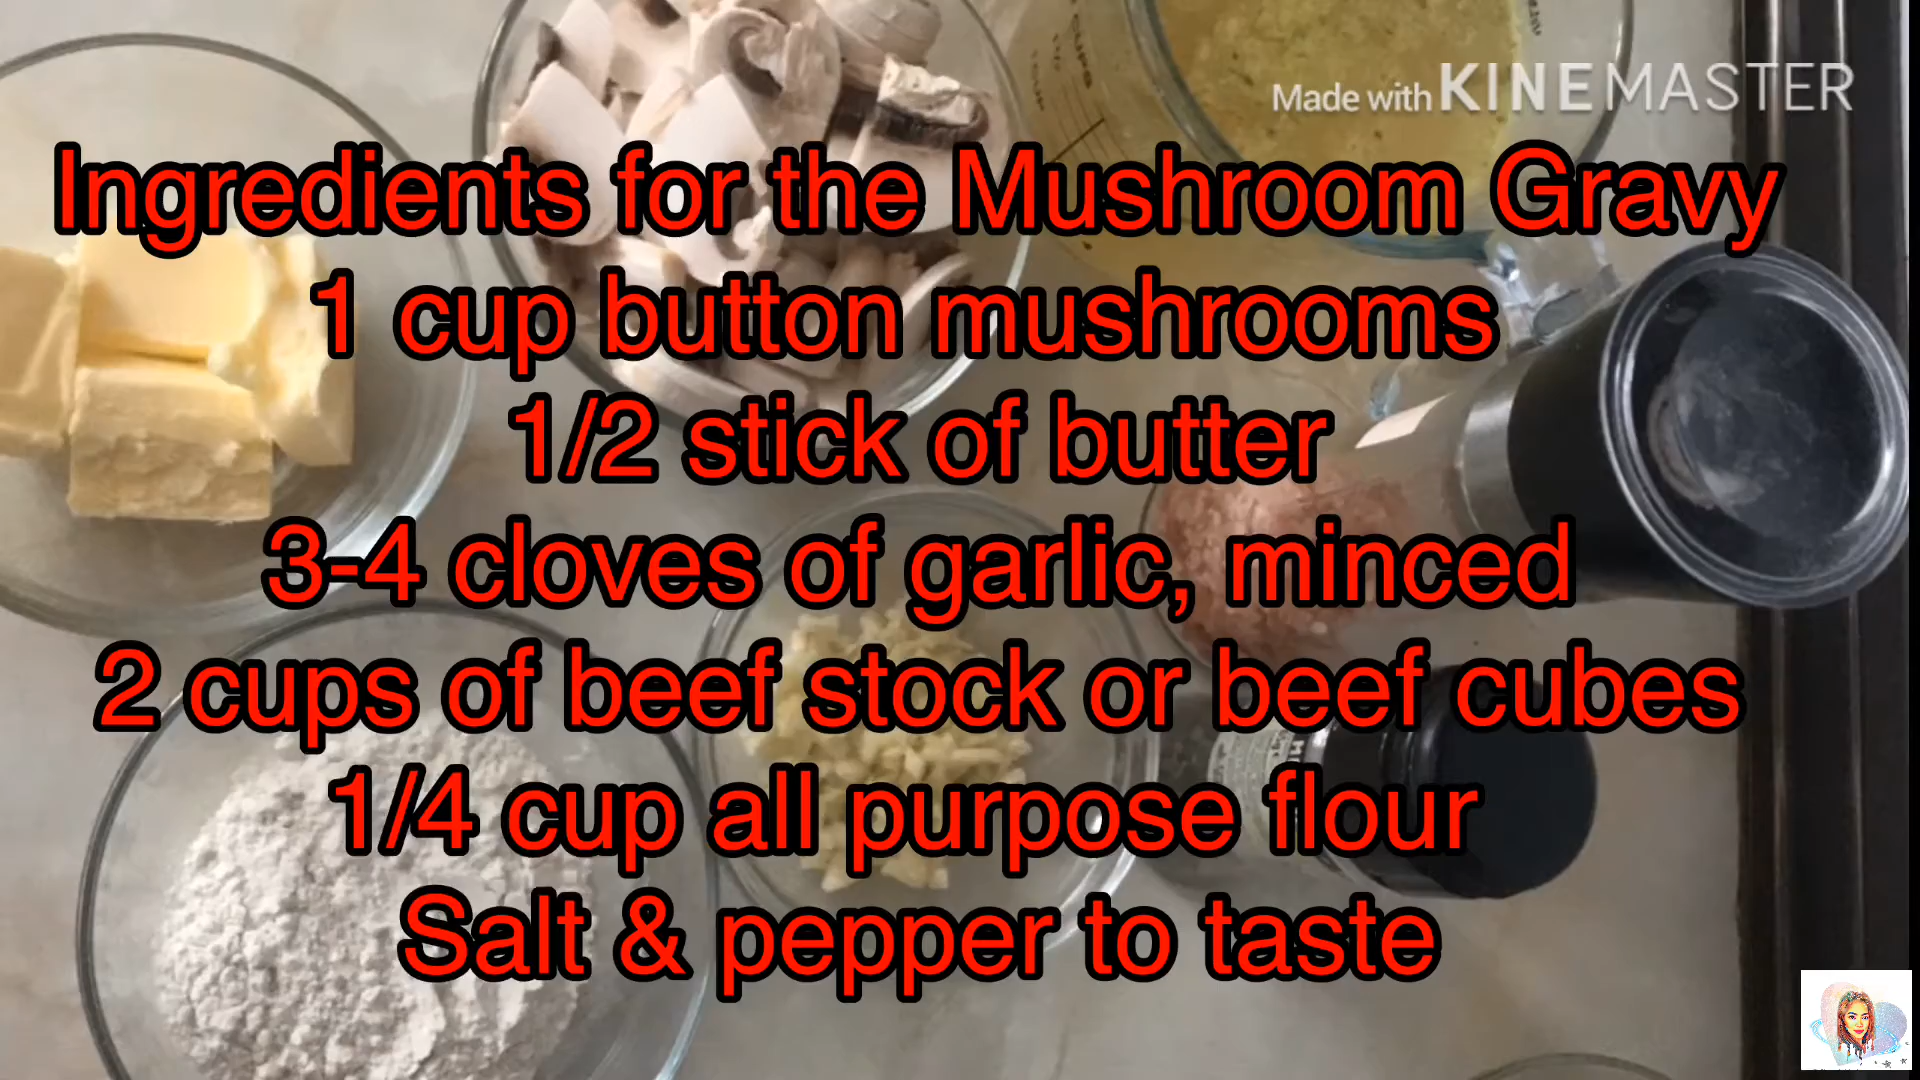 Made with KINEMASTER
Ingredients for the Mushroom Gravy
1 cup button mushrooms
1/2 stick of butter
3-4 cloves of garlic, minced
2 cups of beef stock or beef cubes
1/4 cup all purpose flour
Salt & pepper to taste
CUPS